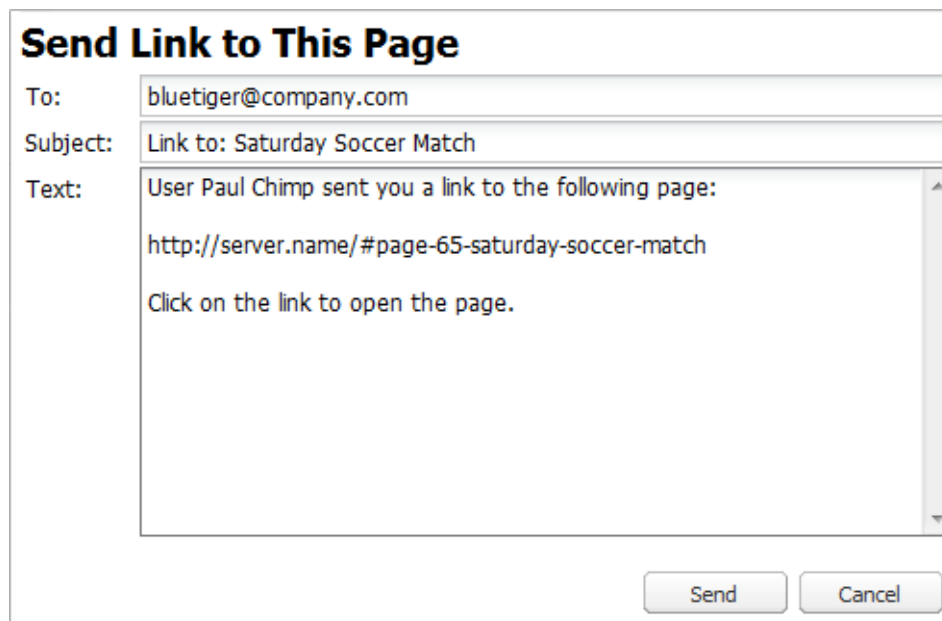 Send Link to This Page
To: bluetiger@company.com
Subject: Link to: Saturday Soccer Match
Text: User Paul Chimp sent you a link to the following page:
http://server.name/#page-65-saturday-soccer-match
Click on the link to open the page.
Send Cancel